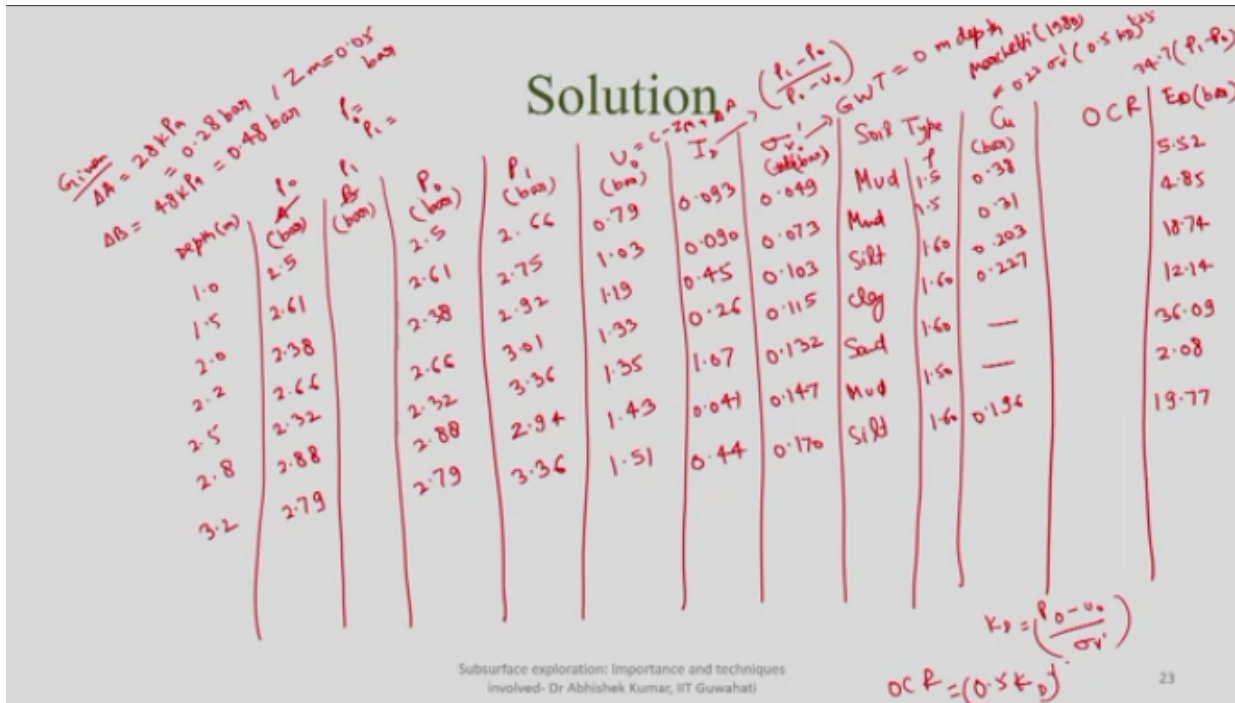 Solution
Given
ΔA = 28 kPa
= 0.28 bar, Zm = 0.05 bar
ΔB = 48 kPa = 0.48 bar
P₀ =
P₁ =
U₀ = C - Zm + ΔA
I_D → (P₁-P₀ / P₀-U₀)
GWT = 0 m depth
Marchetti (1980)
= 0.22 σv' (0.5 K_D)^1.25
34.7 (P₁-P₀)
Depth (m) | P₀ A (bar) | P₁ B (bar) | P₀ (bar) | P₁ (bar) | U₀ (bar) | I_D | σv₀' (bar) | Soil Type | ρ | Cu (bar) | OCR | E_D (bar)
1.0 | 2.5 | | 2.5 | 2.66 | 0.79 | 0.093 | 0.049 | Mud | 1.5 | 0.38 | | 5.52
1.5 | 2.61 | | 2.61 | 2.75 | 1.03 | 0.090 | 0.073 | Mud | 1.5 | 0.31 | | 4.85
2.0 | 2.38 | | 2.38 | 2.92 | 1.19 | 0.45 | 0.103 | Silt | 1.60 | 0.203 | | 18.74
2.2 | 2.66 | | 2.66 | 3.01 | 1.33 | 0.26 | 0.115 | Clay | 1.60 | 0.227 | | 12.14
2.5 | 2.32 | | 2.32 | 3.36 | 1.35 | 1.07 | 0.132 | Sand | 1.60 | — | | 36.09
2.8 | 2.88 | | 2.88 | 2.94 | 1.43 | 0.041 | 0.147 | Mud | 1.50 | — | | 2.08
3.2 | 2.79 | | 2.79 | 3.36 | 1.51 | 0.44 | 0.170 | Silt | 1.60 | 0.196 | | 19.77
K_D = (P₀-U₀ / σv')
OCR = (0.5 K_D)
Subsurface exploration: Importance and techniques
involved- Dr Abhishek Kumar, IIT Guwahati
23